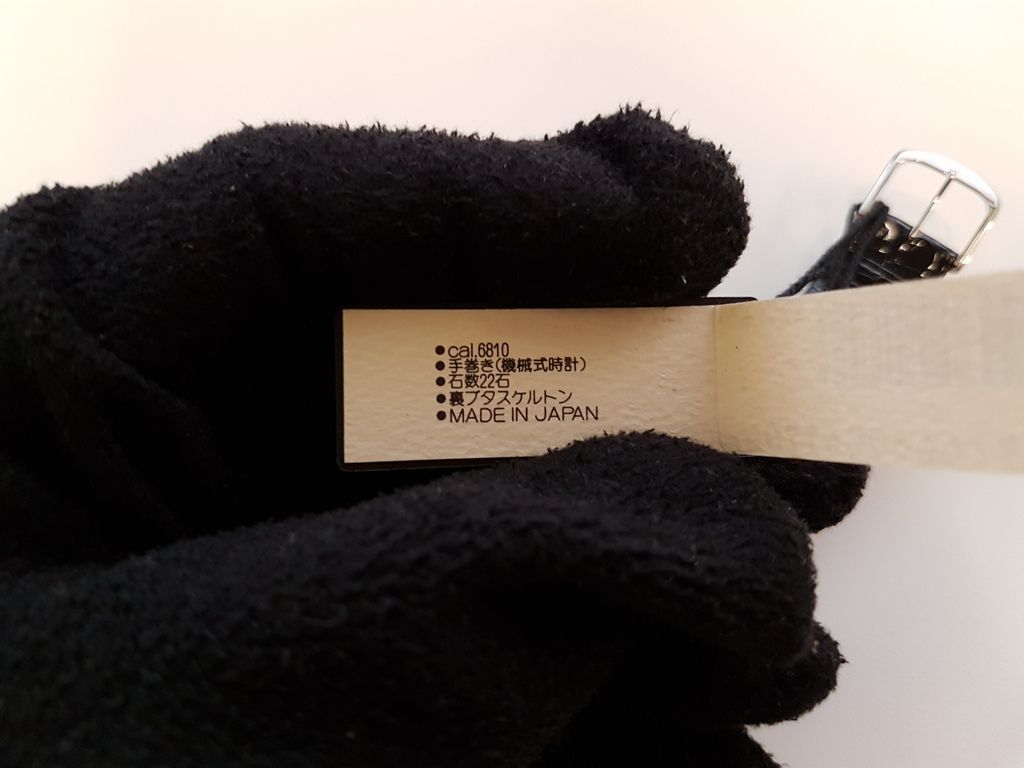 ●cal.6810
●手巻き(機械式時計)
●石数22石
●裏ブタスケルトン
●MADE IN JAPAN